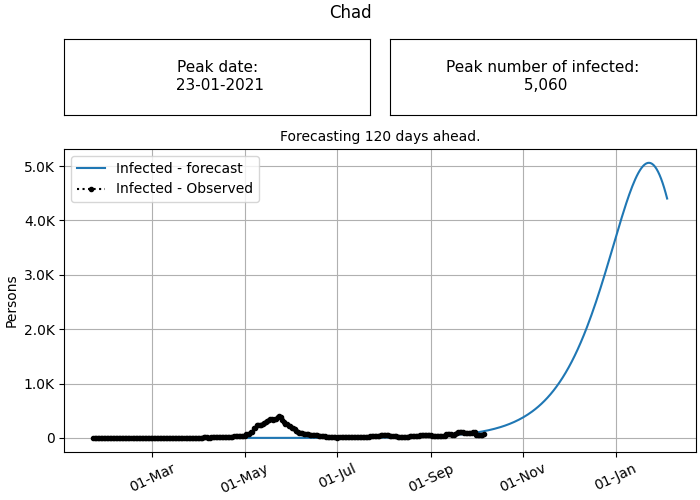 Chad
Peak date:
23-01-2021
Peak number of infected:
5,060
Forecasting 120 days ahead.
Infected - forecast
Infected - Observed
5.0K
4.0K
3.0K
2.0K
1.0K
0
Persons
01-Mar
01-May
01-Jul
01-Sep
01-Nov
01-Jan